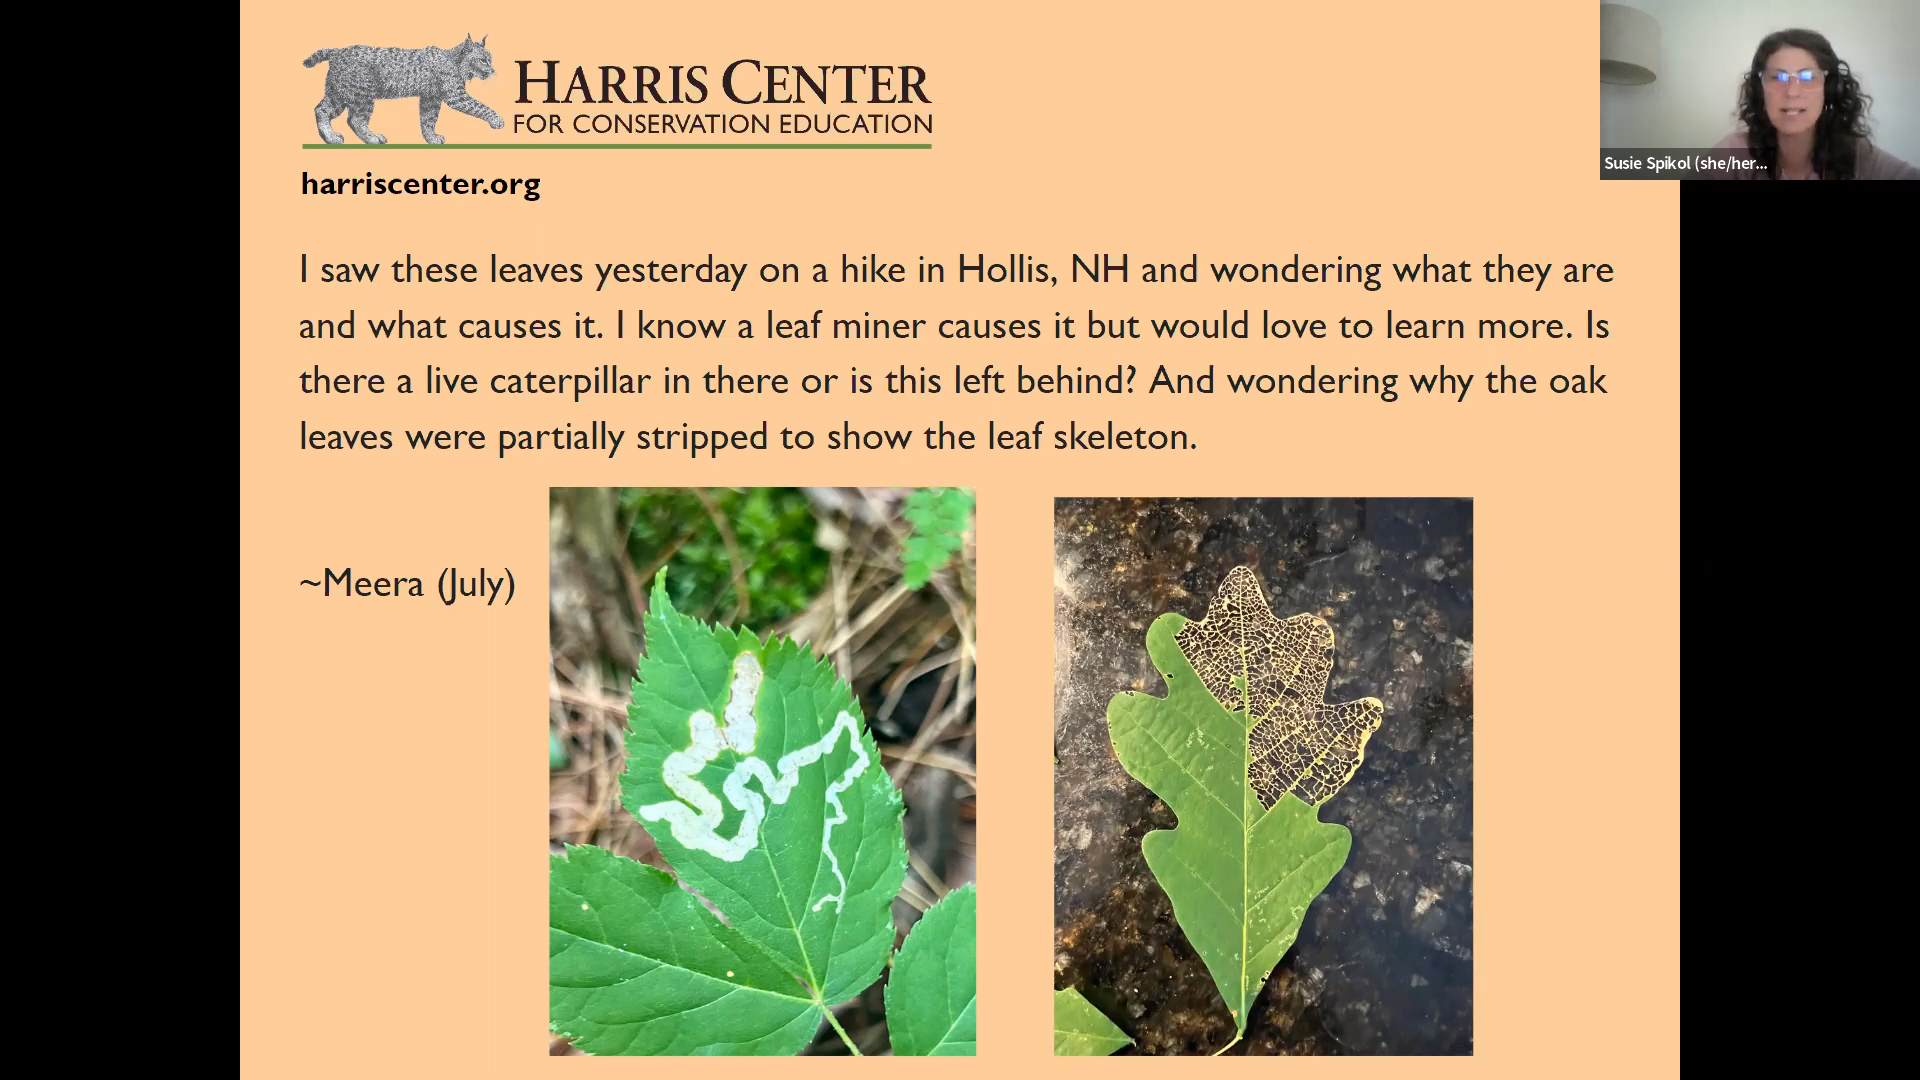 HARRIS CENTER
FOR CONSERVATION EDUCATION
harriscenter.org
Susie Spikol (she/her...
I saw these leaves yesterday on a hike in Hollis, NH and wondering what they are
and what causes it. I know a leaf miner causes it but would love to learn more. Is
there a live caterpillar in there or is this left behind? And wondering why the oak
leaves were partially stripped to show the leaf skeleton.
~Meera (July)